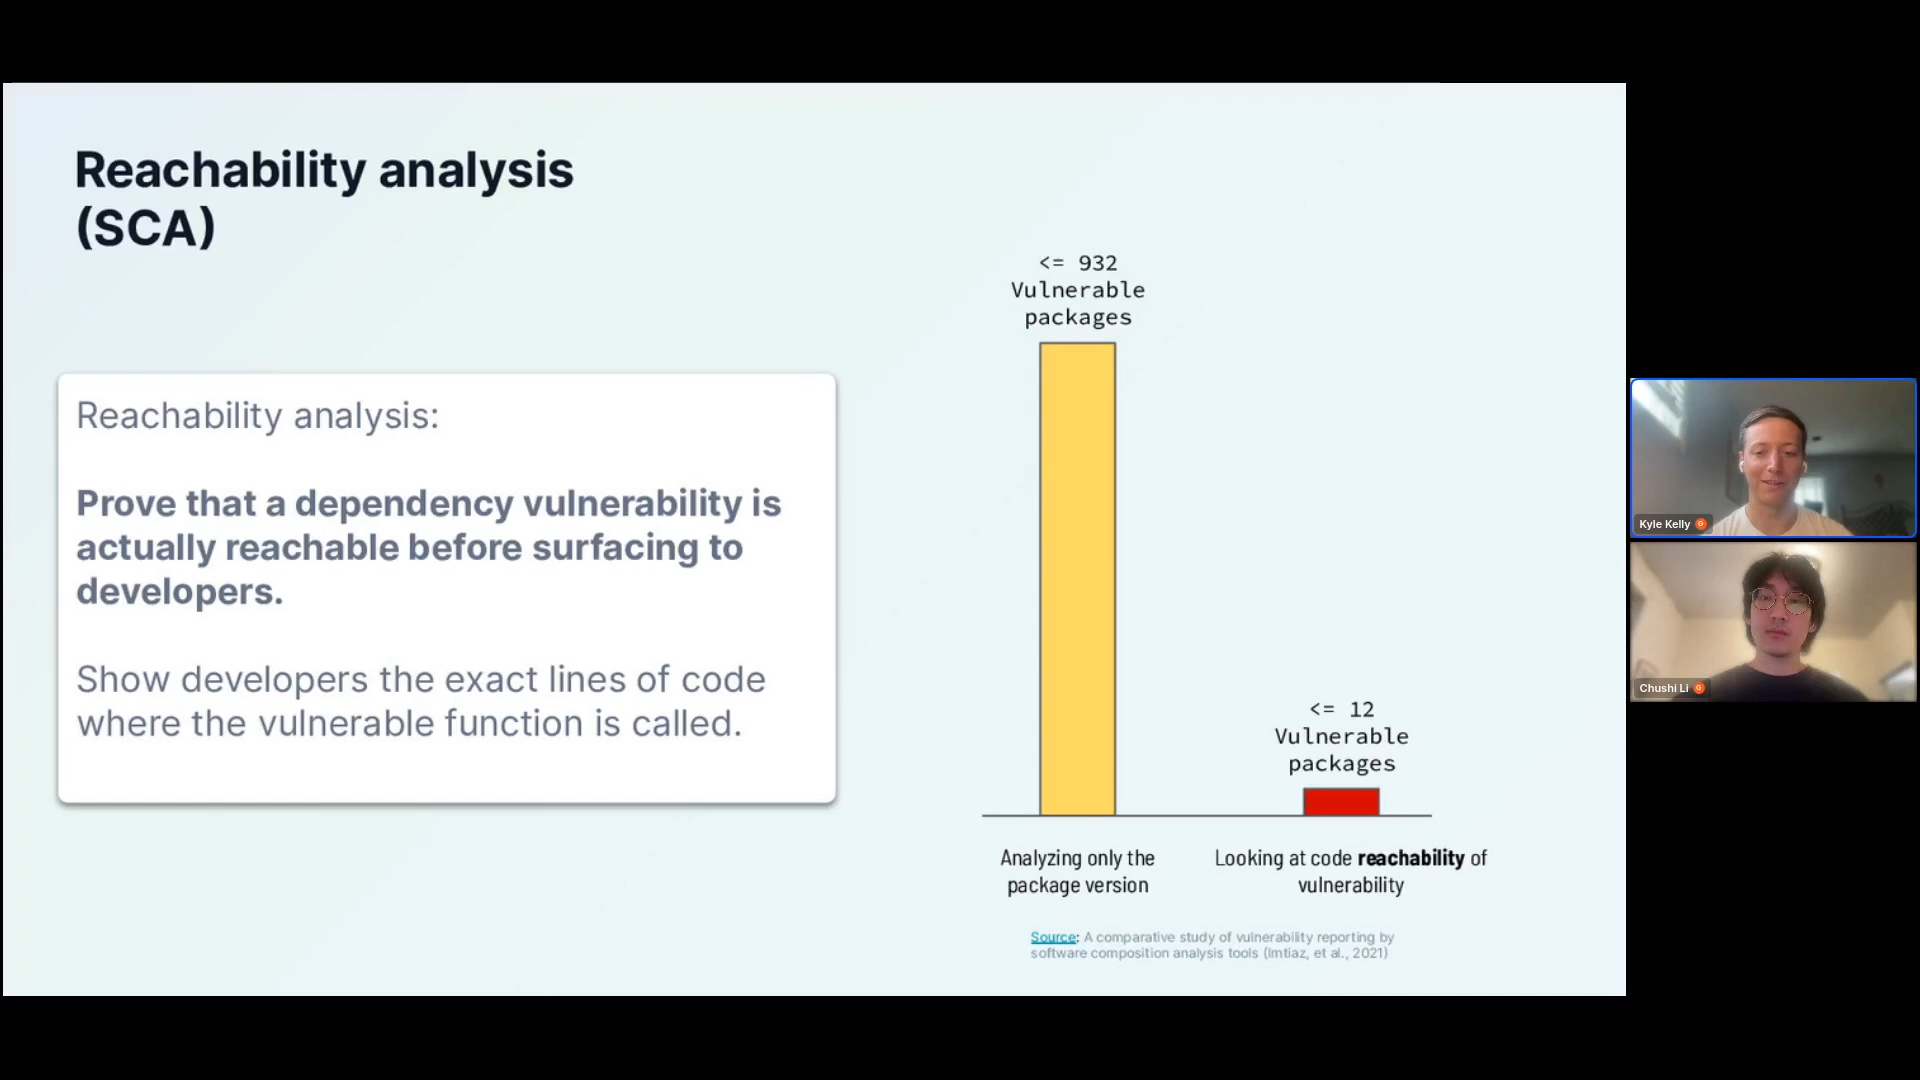 Reachability analysis
(SCA)
Reachability analysis:
Prove that a dependency vulnerability is
actually reachable before surfacing to
developers.
Show developers the exact lines of code
where the vulnerable function is called.
<= 932
Vulnerable
packages
<= 12
Vulnerable
packages
Analyzing only the
package version
Looking at code reachability of
vulnerability
Source: A comparative study of vulnerability reporting by
software composition analysis tools (Imtiaz, et al., 2021)
Kyle Kelly
Chushi Li